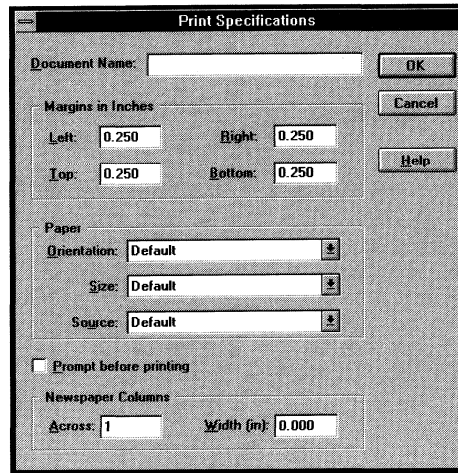 Print Specifications
Document Name:
OK
Margins in Inches
Cancel
Left: 0.250 Right: 0.250
Help
Top: 0.250 Bottom: 0.250
Paper
Orientation: Default
Size: Default
Source: Default
Prompt before printing
Newspaper Columns
Across: 1 Width (in): 0.000